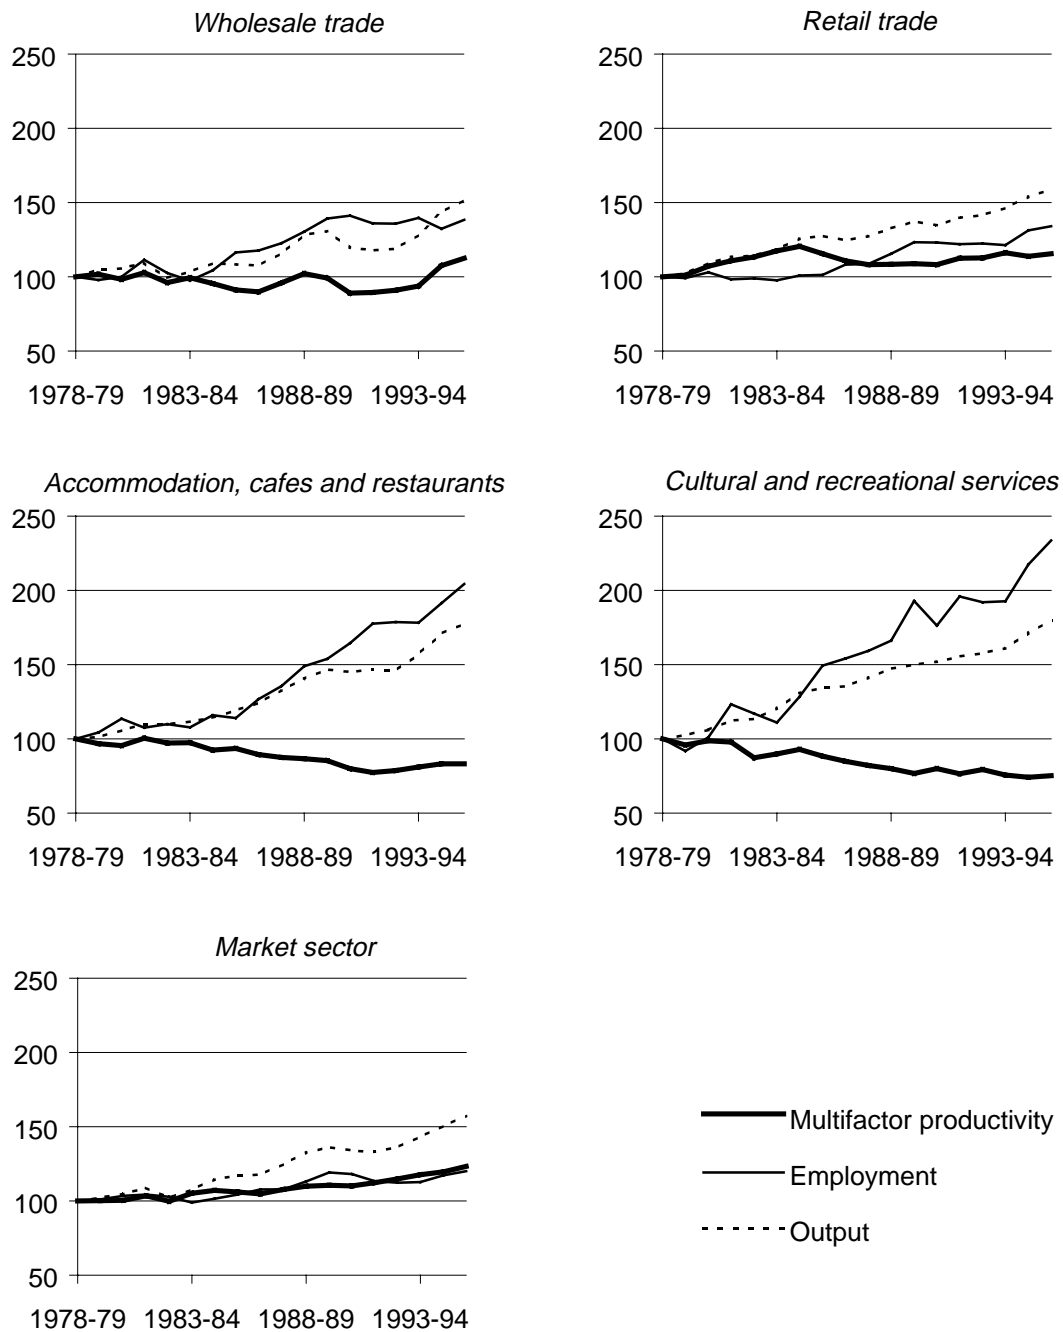 Wholesale trade
250
200
150
100
50
1978-79 1983-84 1988-89 1993-94
Retail trade
250
200
150
100
50
1978-79 1983-84 1988-89 1993-94
Accommodation, cafes and restaurants
250
200
150
100
50
1978-79 1983-84 1988-89 1993-94
Cultural and recreational services
250
200
150
100
50
1978-79 1983-84 1988-89 1993-94
Market sector
250
200
150
100
50
1978-79 1983-84 1988-89 1993-94
Multifactor productivity
Employment
Output